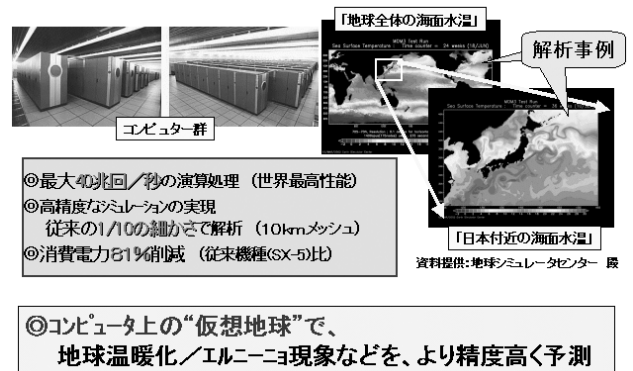 「地球全体の海面水温」
解析事例
コンピュター群
◎最大40兆回／秒の演算処理（世界最高性能）
◎高精度なシミュレーションの実現
従来の1/10の細かさで解析（10kmメッシュ）
◎消費電力81%削減（従来機種(SX-5)比）
「日本付近の海面水温」
資料提供:地球シミュレータセンター 殿
◎コンピュータ上の“仮想地球”で、
地球温暖化／エルニーニョ現象などを、より精度高く予測